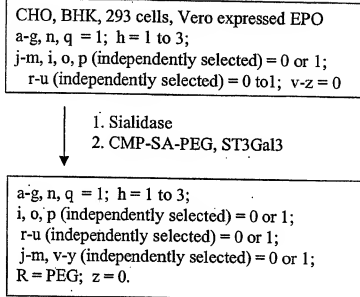 CHO, BHK, 293 cells, Vero expressed EPO
a-g, n, q = 1; h = 1 to 3;
j-m, i, o, p (independently selected) = 0 or 1;
r-u (independently selected) = 0 to1; v-z = 0
1. Sialidase
2. CMP-SA-PEG, ST3Gal3
a-g, n, q = 1; h = 1 to 3;
i, o, p (independently selected) = 0 or 1;
r-u (independently selected) = 0 or 1;
j-m, v-y (independently selected) = 0 or 1;
R = PEG; z = 0.